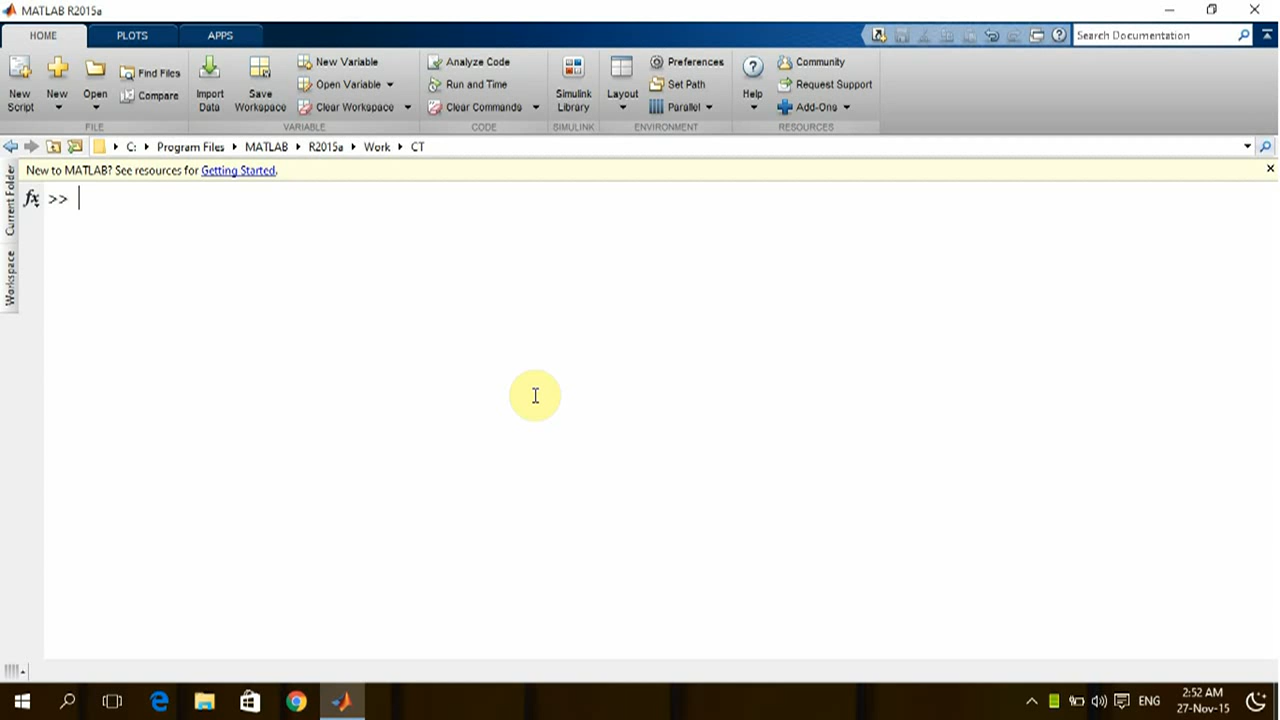 MATLAB R2015a
HOME PLOTS APPS
Search Documentation
New Script
New
Open
Find Files
Compare
FILE
Import Data
Save Workspace
New Variable
Open Variable
Clear Workspace
VARIABLE
Analyze Code
Run and Time
Clear Commands
CODE
Simulink Library
SIMULINK
Layout
Preferences
Set Path
Parallel
ENVIRONMENT
Help
Community
Request Support
Add-Ons
RESOURCES
C: Program Files MATLAB R2015a Work CT
New to MATLAB? See resources for Getting Started.
fx >>
Current Folder
Workspace
ENG
2:52 AM
27-Nov-15